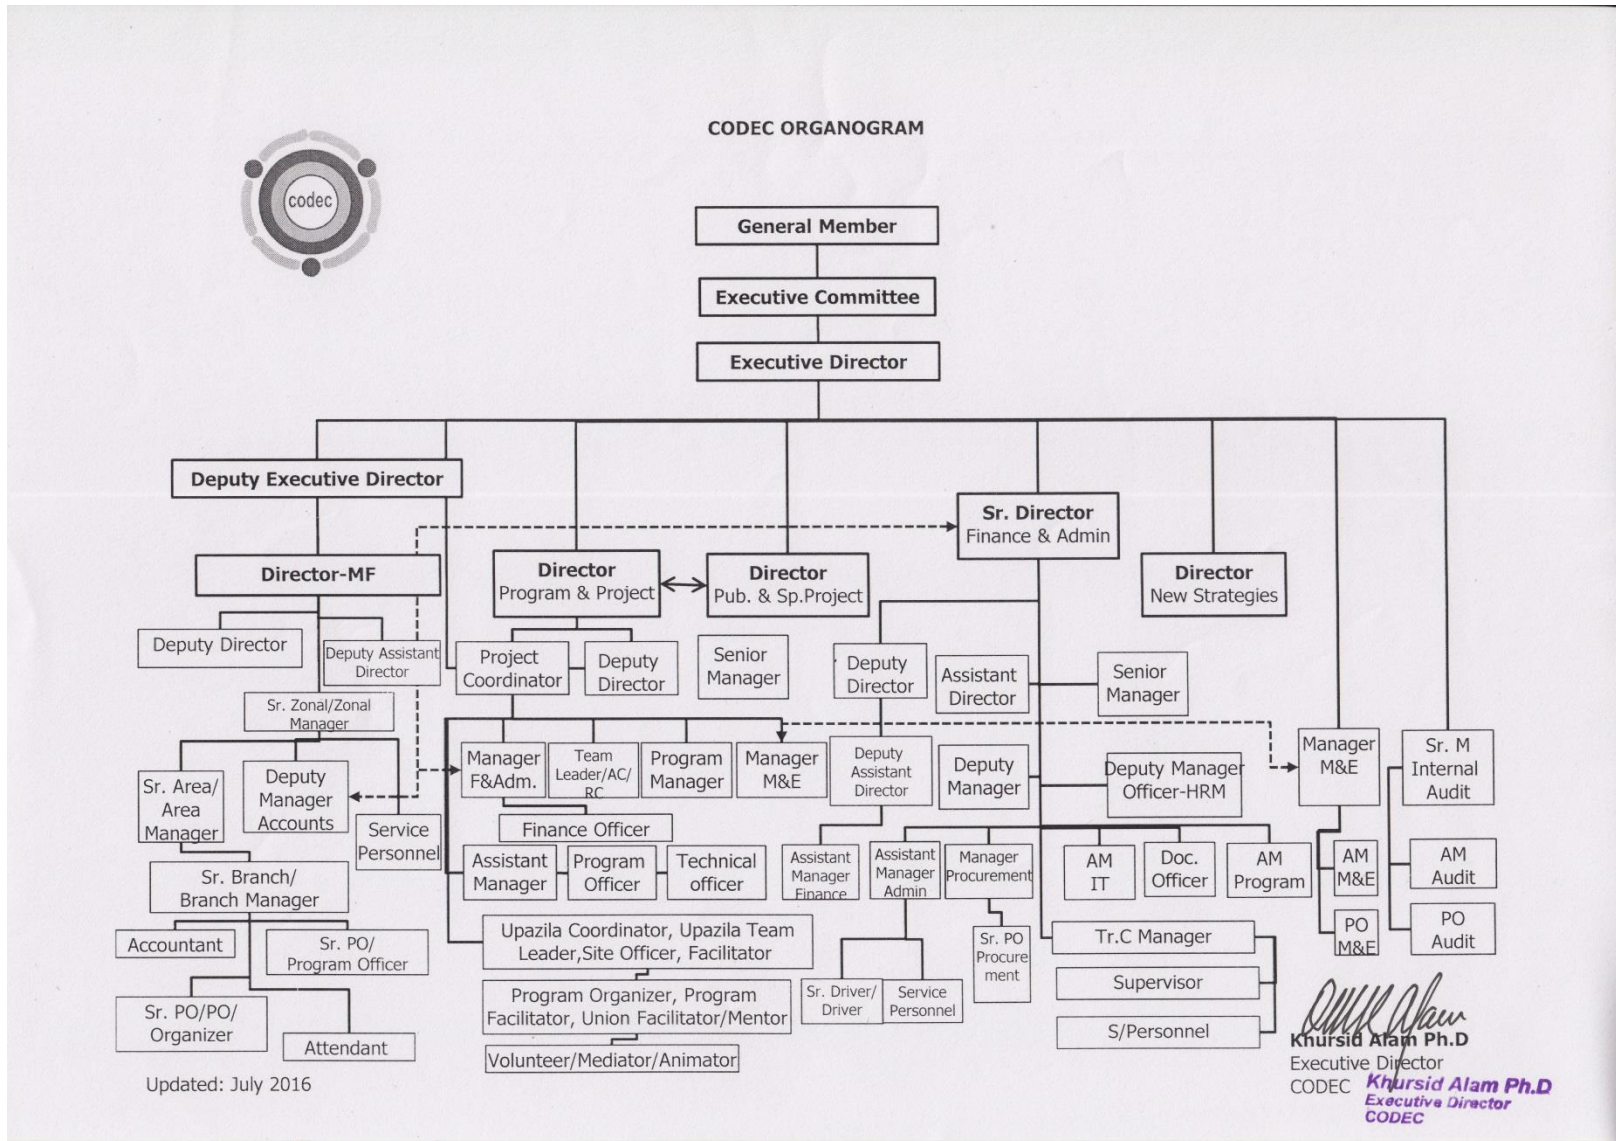 CODEC ORGANOGRAM
codec
General Member
Executive Committee
Executive Director
Deputy Executive Director
Sr. Director
Finance & Admin
Director-MF
Director
Program & Project
Director
Pub. & Sp.Project
Director
New Strategies
Deputy Director
Deputy Assistant
Director
Project
Coordinator
Deputy
Director
Senior
Manager
Deputy
Director
Assistant
Director
Senior
Manager
Sr. Zonal/Zonal
Manager
Sr. Area/
Area
Manager
Deputy
Manager
Accounts
Service
Personnel
Manager
F&Adm.
Team
Leader/AC/
RC
Program
Manager
Manager
M&E
Deputy
Assistant
Director
Deputy
Manager
Deputy Manager
Officer-HRM
Manager
M&E
Sr. M
Internal
Audit
Finance Officer
Assistant
Manager
Program
Officer
Technical
officer
Assistant
Manager
Finance
Assistant
Manager
Admin
Manager
Procurement
AM
IT
Doc.
Officer
AM
Program
AM
M&E
AM
Audit
Sr. Branch/
Branch Manager
Accountant
Sr. PO/
Program Officer
Upazila Coordinator, Upazila Team
Leader,Site Officer, Facilitator
Sr. PO
Procure
ment
Tr.C Manager
PO
M&E
PO
Audit
Sr. PO/PO/
Organizer
Attendant
Program Organizer, Program
Facilitator, Union Facilitator/Mentor
Sr. Driver/
Driver
Service
Personnel
Supervisor
S/Personnel
Volunteer/Mediator/Animator
Updated: July 2016
Khursid Alam Ph.D
Executive Director
CODEC
Khursid Alam Ph.D
Executive Director
CODEC